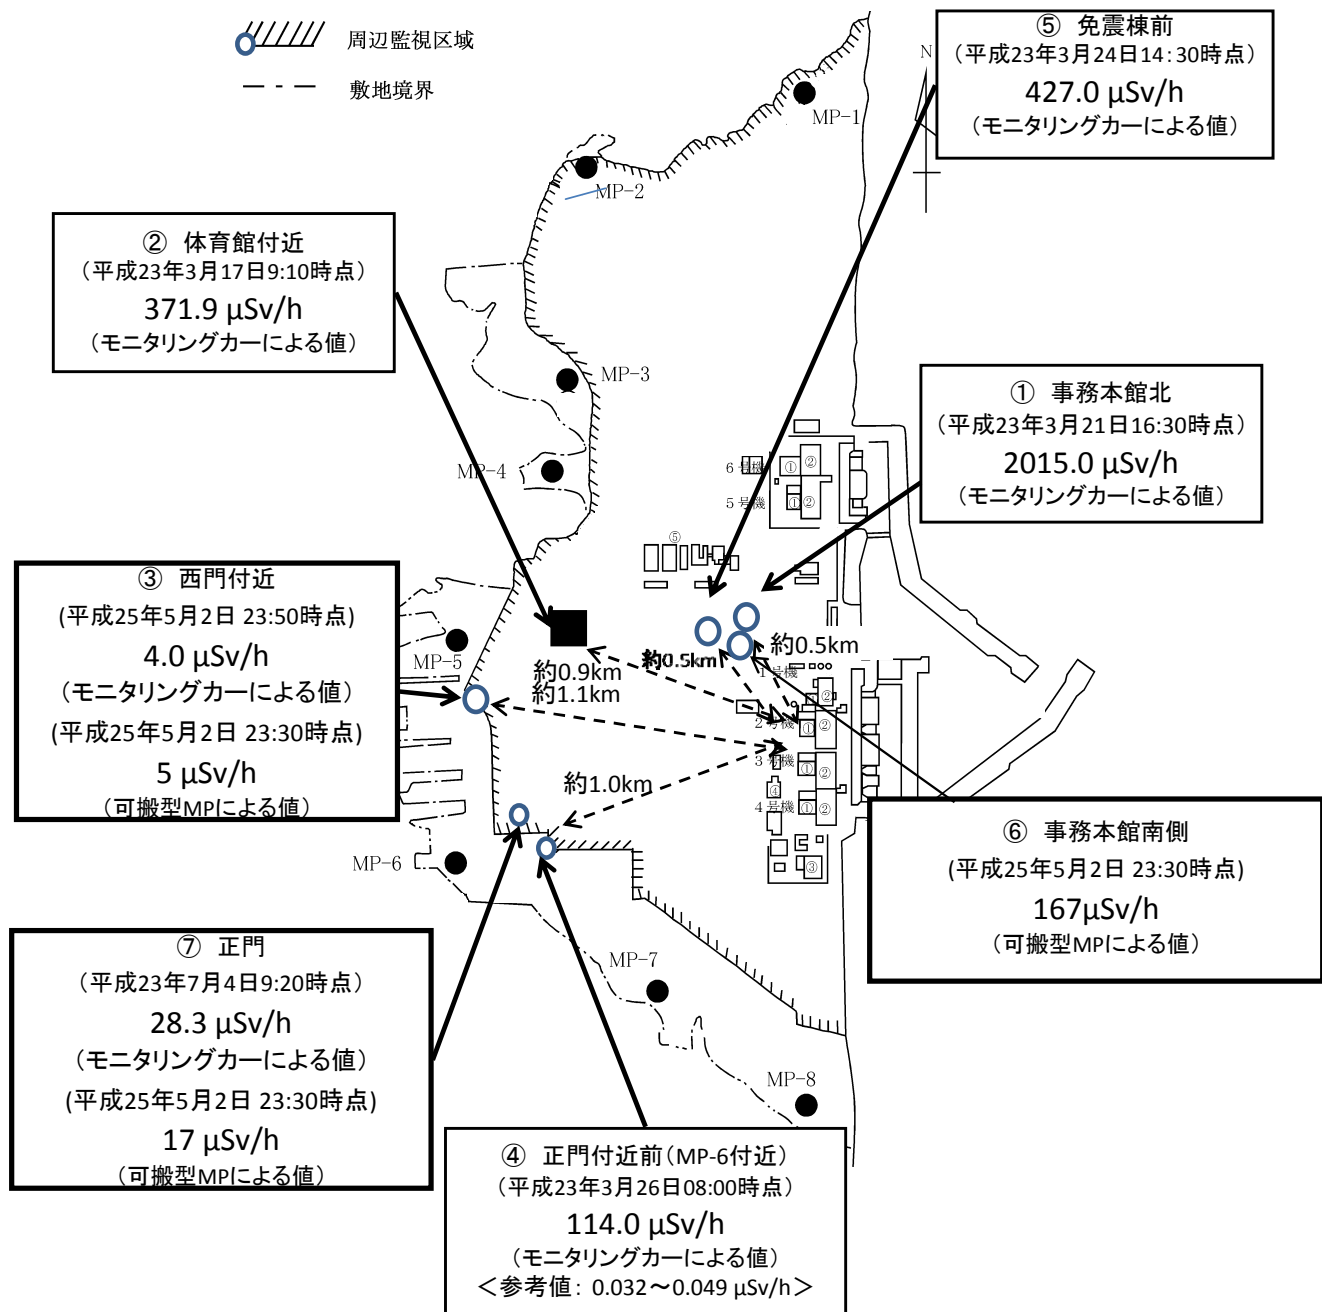 周辺監視区域
敷地境界
⑤ 免震棟前
（平成23年3月24日14:30時点）
427.0 μSv/h
（モニタリングカーによる値）
N
MP-1
MP-2
② 体育館付近
（平成23年3月17日9:10時点）
371.9 μSv/h
（モニタリングカーによる値）
MP-3
① 事務本館北
（平成23年3月21日16:30時点）
2015.0 μSv/h
（モニタリングカーによる値）
MP-4
6号機
①
②
5号機
①
②
⑤
③ 西門付近
(平成25年5月2日 23:50時点)
4.0 μSv/h
（モニタリングカーによる値）
(平成25年5月2日 23:30時点)
5 μSv/h
（可搬型MPによる値）
MP-5
約0.9km
約1.1km
約0.5km
約0.5km
1号機
②
2号機
①
②
3号機
①
②
④
4号機
①
②
③
約1.0km
⑥ 事務本館南側
(平成25年5月2日 23:30時点)
167μSv/h
（可搬型MPによる値）
MP-6
⑦ 正門
（平成23年7月4日9:20時点）
28.3 μSv/h
（モニタリングカーによる値）
(平成25年5月2日 23:30時点)
17 μSv/h
（可搬型MPによる値）
MP-7
MP-8
④ 正門付近前（MP-6付近）
（平成23年3月26日08:00時点）
114.0 μSv/h
（モニタリングカーによる値）
＜参考値: 0.032～0.049 μSv/h＞